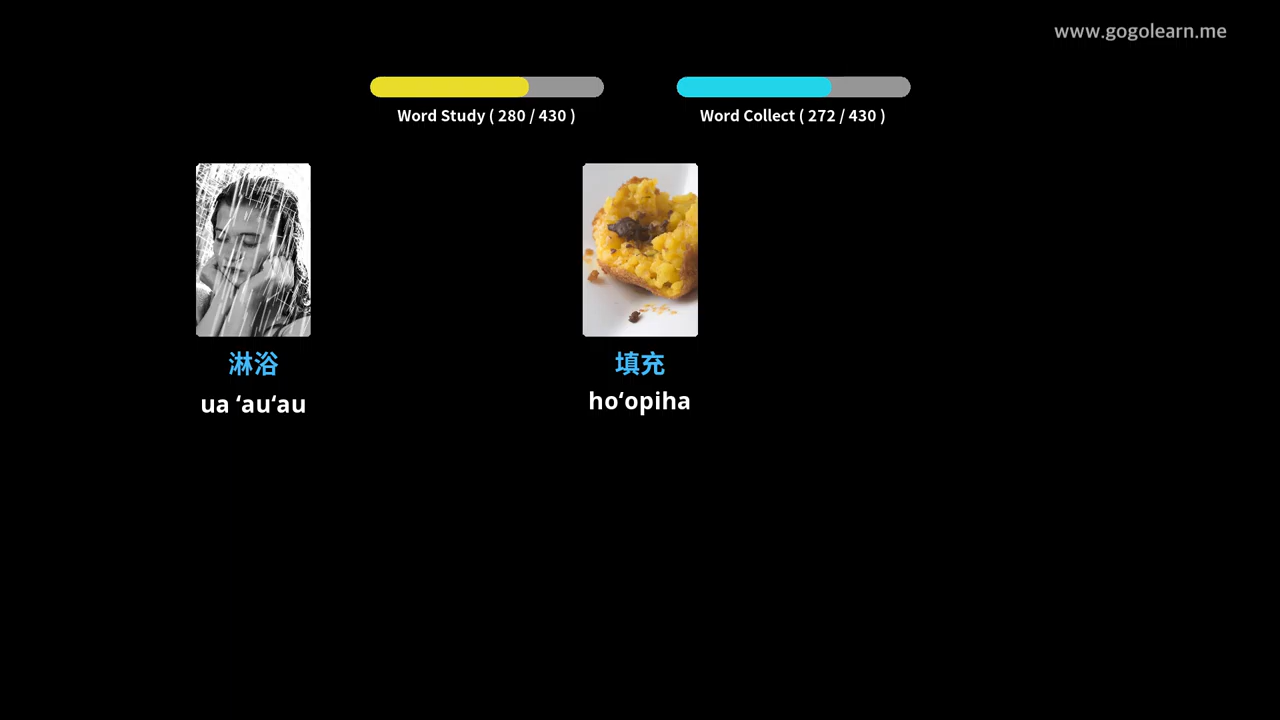 www.gogolearn.me
Word Study ( 280 / 430 )
Word Collect ( 272 / 430 )
淋浴
填充
ua ʻauʻau
hoʻopiha